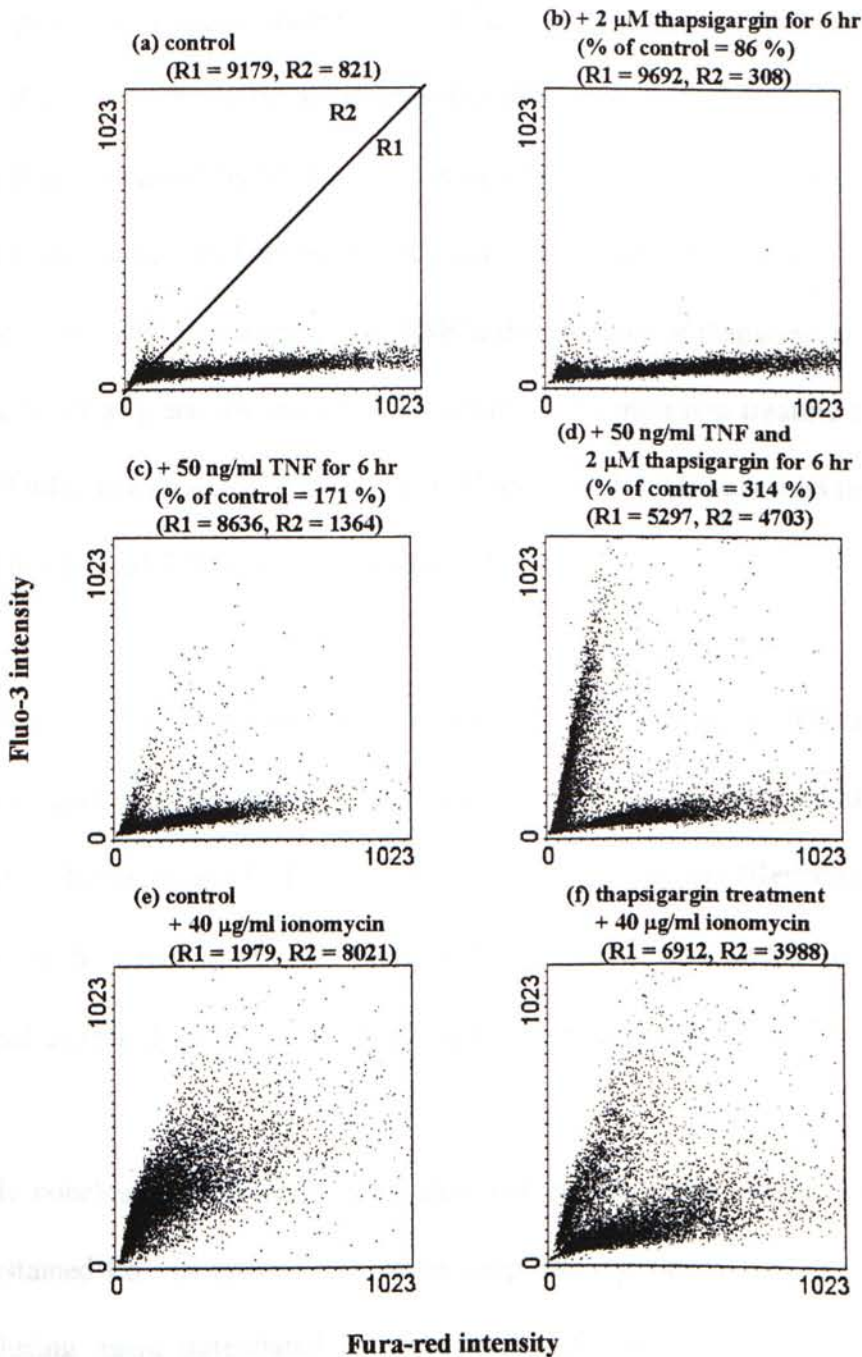 (a) control
(R1 = 9179, R2 = 821)
1023
R2
R1
0
0
1023
(b) + 2 µM thapsigargin for 6 hr
(% of control = 86 %)
(R1 = 9692, R2 = 308)
1023
0
0
1023
(c) + 50 ng/ml TNF for 6 hr
(% of control = 171 %)
(R1 = 8636, R2 = 1364)
1023
0
0
1023
(d) + 50 ng/ml TNF and
2 µM thapsigargin for 6 hr
(% of control = 314 %)
(R1 = 5297, R2 = 4703)
1023
0
0
1023
Fluo-3 intensity
(e) control
+ 40 µg/ml ionomycin
(R1 = 1979, R2 = 8021)
1023
0
0
1023
(f) thapsigargin treatment
+ 40 µg/ml ionomycin
(R1 = 6912, R2 = 3988)
1023
0
0
1023
Fura-red intensity